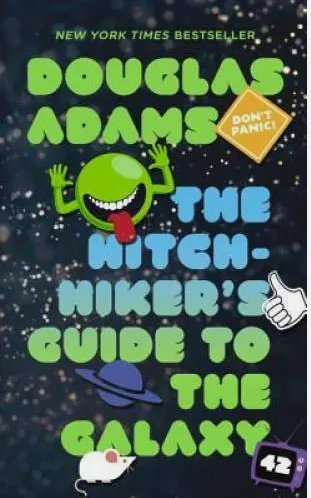 NEW YORK TIMES BESTSELLER
DOUGLAS
ADAMS
DON'T
PANIC!
THE
HITCH-
HIKER'S
GUIDE TO
THE
GALAXY
42